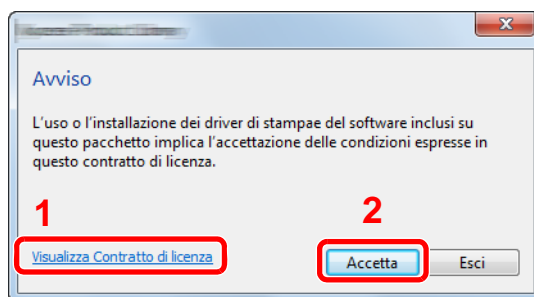 Avviso
L'uso o l'installazione dei driver di stampae del software inclusi su
questo pacchetto implica l'accettazione delle condizioni espresse in
questo contratto di licenza.
1
2
Visualizza Contratto di licenza
Accetta
Esci